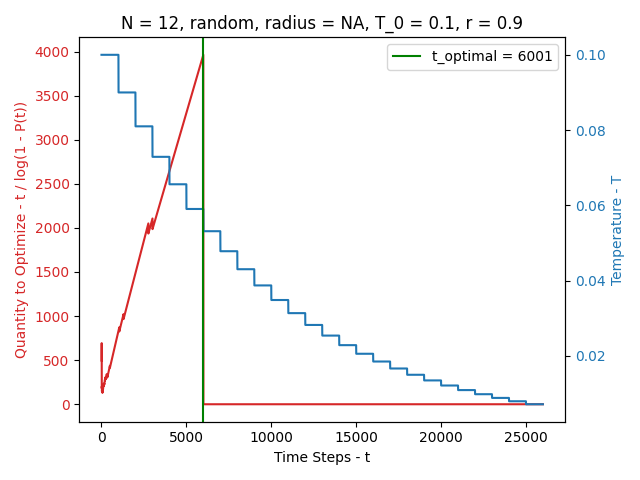 N = 12, random, radius = NA, T_0 = 0.1, r = 0.9
t_optimal = 6001
Quantity to Optimize - t / log(1 - P(t))
4000
3500
3000
2500
2000
1500
1000
500
0
0.10
0.08
0.06
0.04
0.02
Temperature - T
0 5000 10000 15000 20000 25000
Time Steps - t